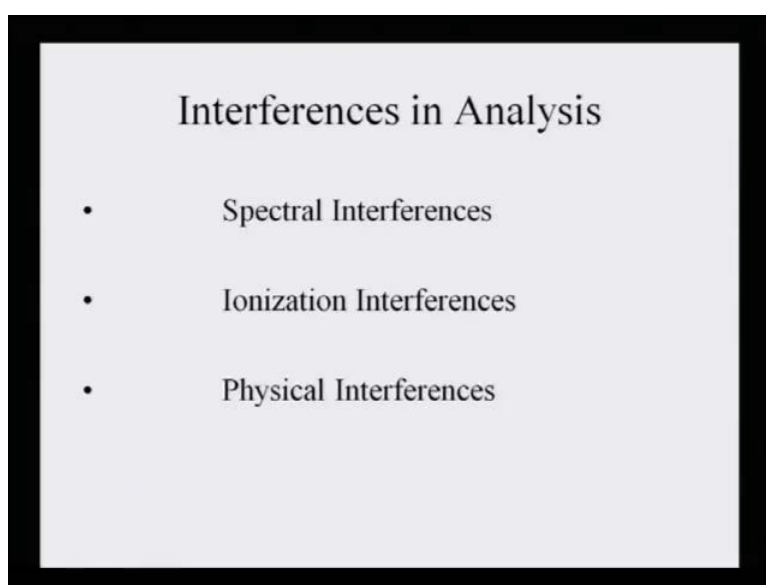 Interferences in Analysis
• Spectral Interferences
• Ionization Interferences
• Physical Interferences